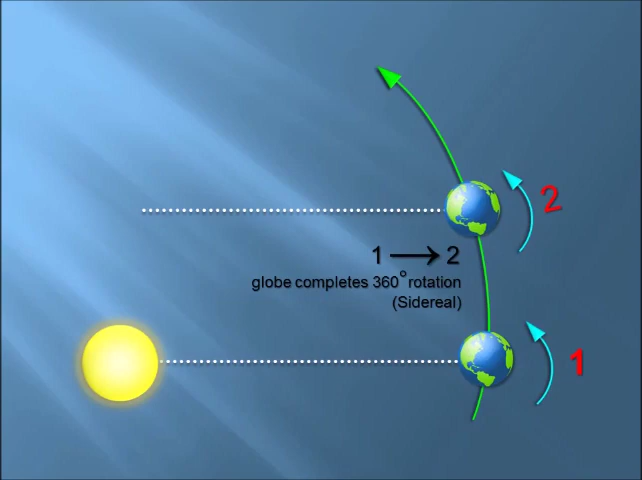 2
1 → 2
globe completes 360° rotation
(Sidereal)
1